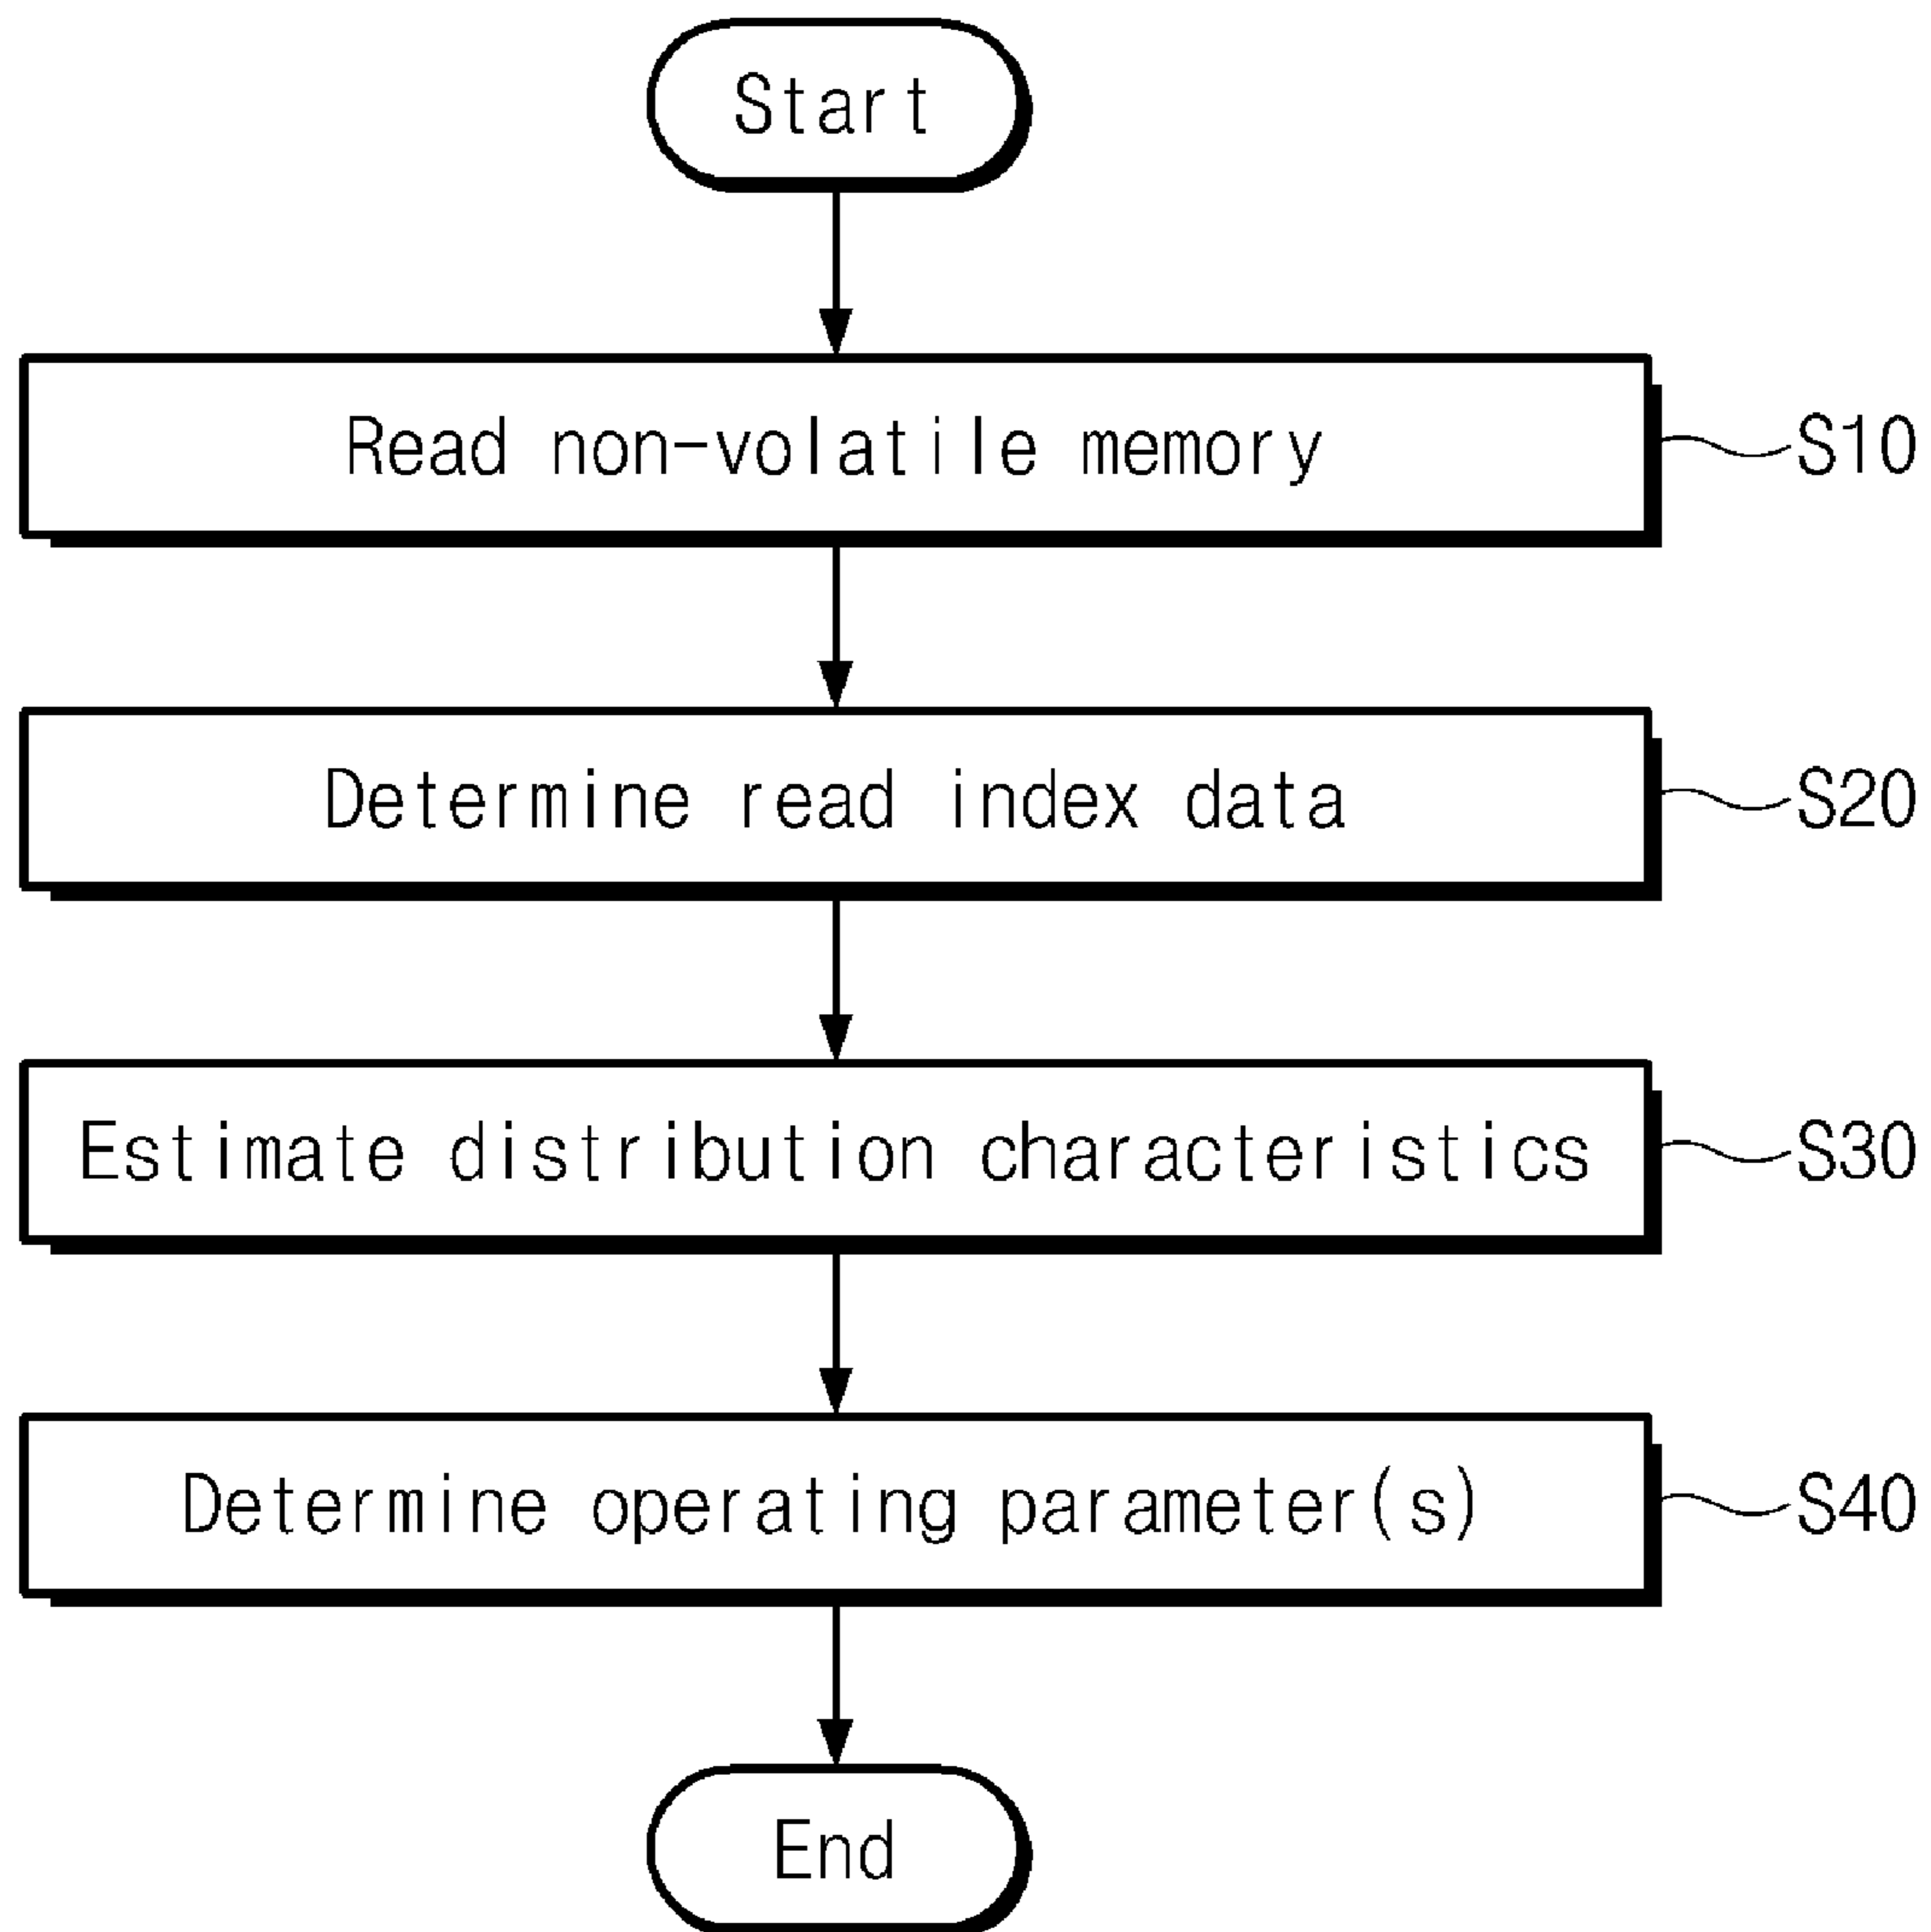 Start
Read non-volatile memory
S10
Determine read index data
S20
Estimate distribution characteristics
S30
Determine operating parameter(s)
S40
End